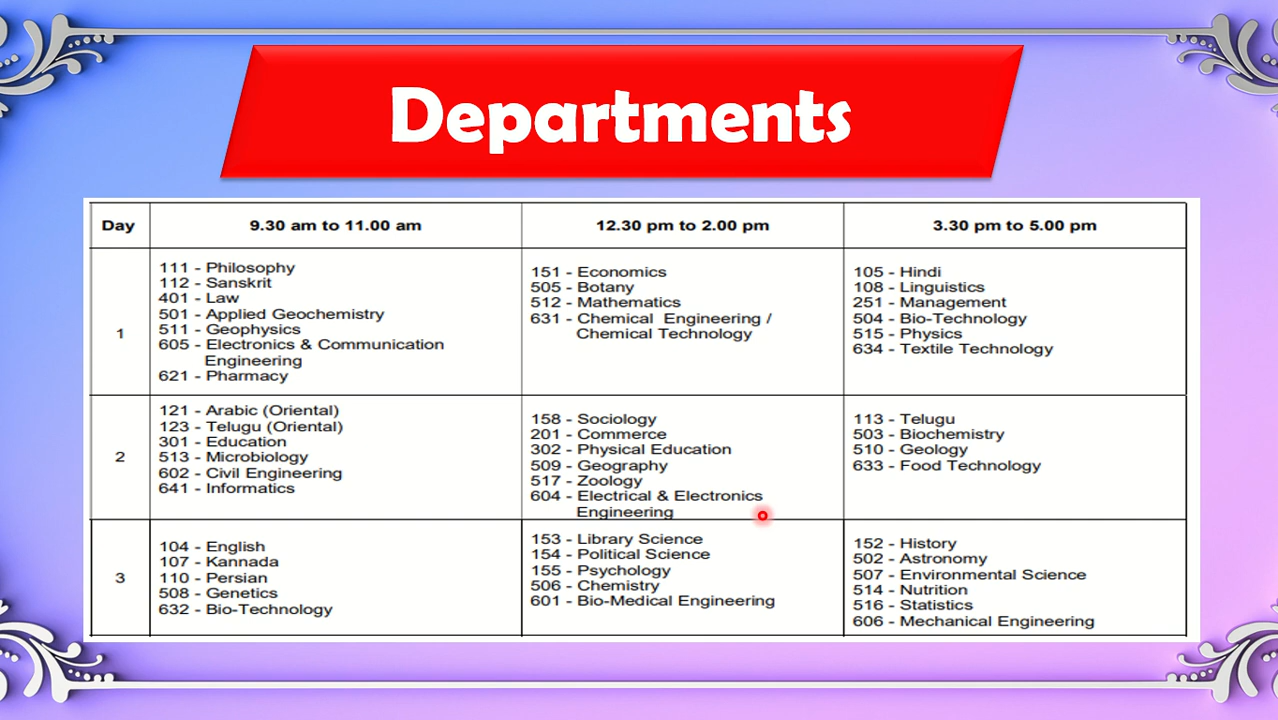 Departments
Day 9.30 am to 11.00 am 12.30 pm to 2.00 pm 3.30 pm to 5.00 pm
1
111 - Philosophy
112 - Sanskrit
401 - Law
501 - Applied Geochemistry
511 - Geophysics
605 - Electronics & Communication
Engineering
621 - Pharmacy
151 - Economics
505 - Botany
512 - Mathematics
631 - Chemical Engineering /
Chemical Technology
105 - Hindi
108 - Linguistics
251 - Management
504 - Bio-Technology
515 - Physics
634 - Textile Technology
2
121 - Arabic (Oriental)
123 - Telugu (Oriental)
301 - Education
513 - Microbiology
602 - Civil Engineering
641 - Informatics
158 - Sociology
201 - Commerce
302 - Physical Education
509 - Geography
517 - Zoology
604 - Electrical & Electronics
Engineering
113 - Telugu
503 - Biochemistry
510 - Geology
633 - Food Technology
3
104 - English
107 - Kannada
110 - Persian
508 - Genetics
632 - Bio-Technology
153 - Library Science
154 - Political Science
155 - Psychology
506 - Chemistry
601 - Bio-Medical Engineering
152 - History
502 - Astronomy
507 - Environmental Science
514 - Nutrition
516 - Statistics
606 - Mechanical Engineering